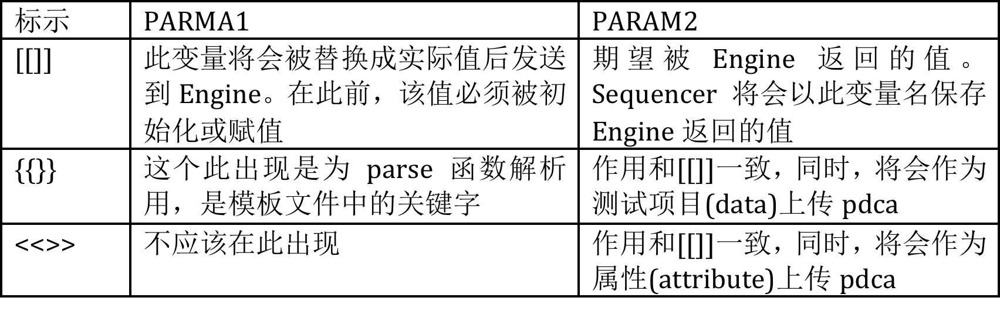 标示
PARMA1
PARAM2
[[]]
此变量将会被替换成实际值后发送
到 Engine。在此前，该值必须被初
始化或赋值
期望被 Engine 返回的值。
Sequencer 将会以此变量名保存
Engine 返回的值
{{}}
这个此出现是为 parse 函数解析
用，是模板文件中的关键字
作用和[[]]一致，同时，将会作为
测试项目(data)上传 pdca
<<>>
不应该在此出现
作用和[[]]一致，同时，将会作为
属性(attribute)上传 pdca